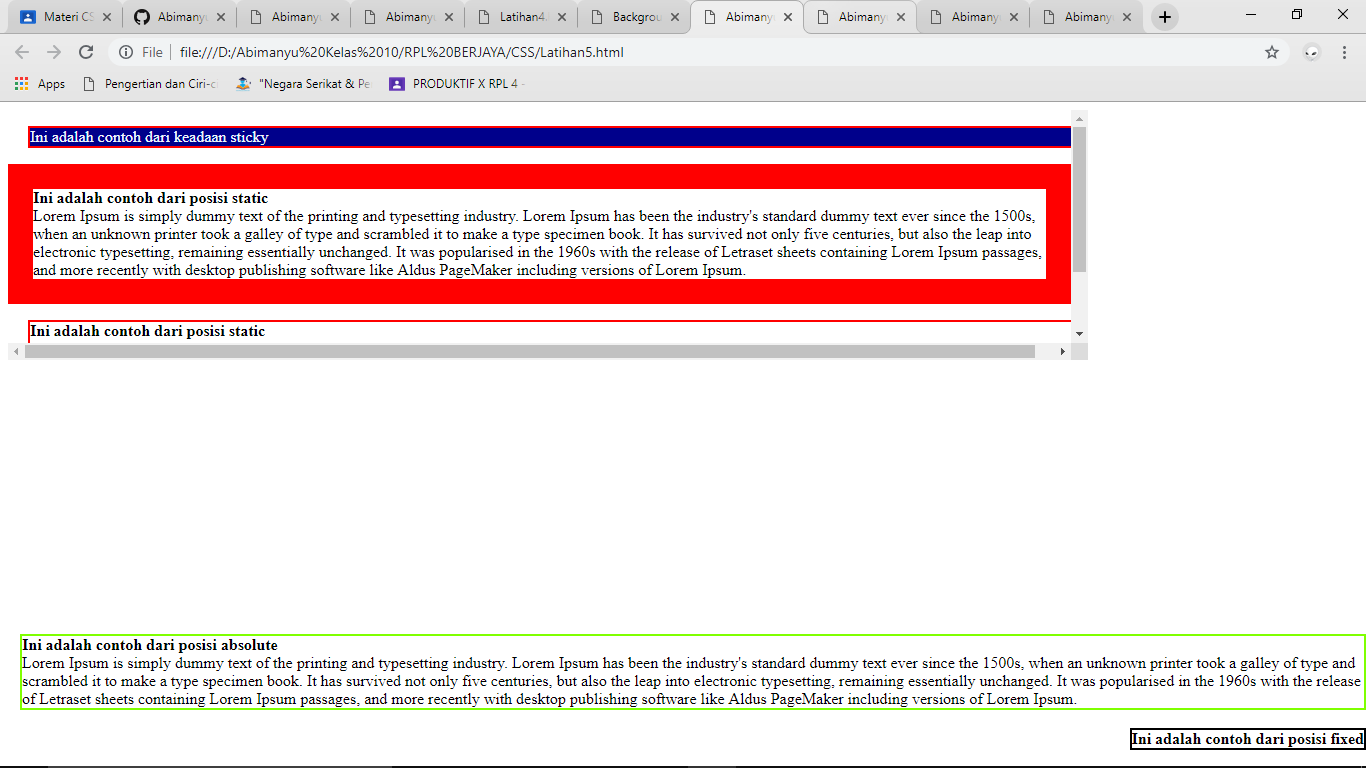 Materi CS
Abimanyu
Abimanyu
Abimanyu
Latihan4.
Backgrou
Abimanyu
Abimanyu
Abimanyu
Abimanyu
File
file:///D:/Abimanyu%20Kelas%2010/RPL%20BERJAYA/CSS/Latihan5.html
Apps
Pengertian dan Ciri-c
"Negara Serikat & Pe
PRODUKTIF X RPL 4 -
Ini adalah contoh dari keadaan sticky
Ini adalah contoh dari posisi static
Lorem Ipsum is simply dummy text of the printing and typesetting industry. Lorem Ipsum has been the industry's standard dummy text ever since the 1500s,
when an unknown printer took a galley of type and scrambled it to make a type specimen book. It has survived not only five centuries, but also the leap into
electronic typesetting, remaining essentially unchanged. It was popularised in the 1960s with the release of Letraset sheets containing Lorem Ipsum passages,
and more recently with desktop publishing software like Aldus PageMaker including versions of Lorem Ipsum.
Ini adalah contoh dari posisi static
Ini adalah contoh dari posisi absolute
Lorem Ipsum is simply dummy text of the printing and typesetting industry. Lorem Ipsum has been the industry's standard dummy text ever since the 1500s, when an unknown printer took a galley of type and
scrambled it to make a type specimen book. It has survived not only five centuries, but also the leap into electronic typesetting, remaining essentially unchanged. It was popularised in the 1960s with the release
of Letraset sheets containing Lorem Ipsum passages, and more recently with desktop publishing software like Aldus PageMaker including versions of Lorem Ipsum.
Ini adalah contoh dari posisi fixed